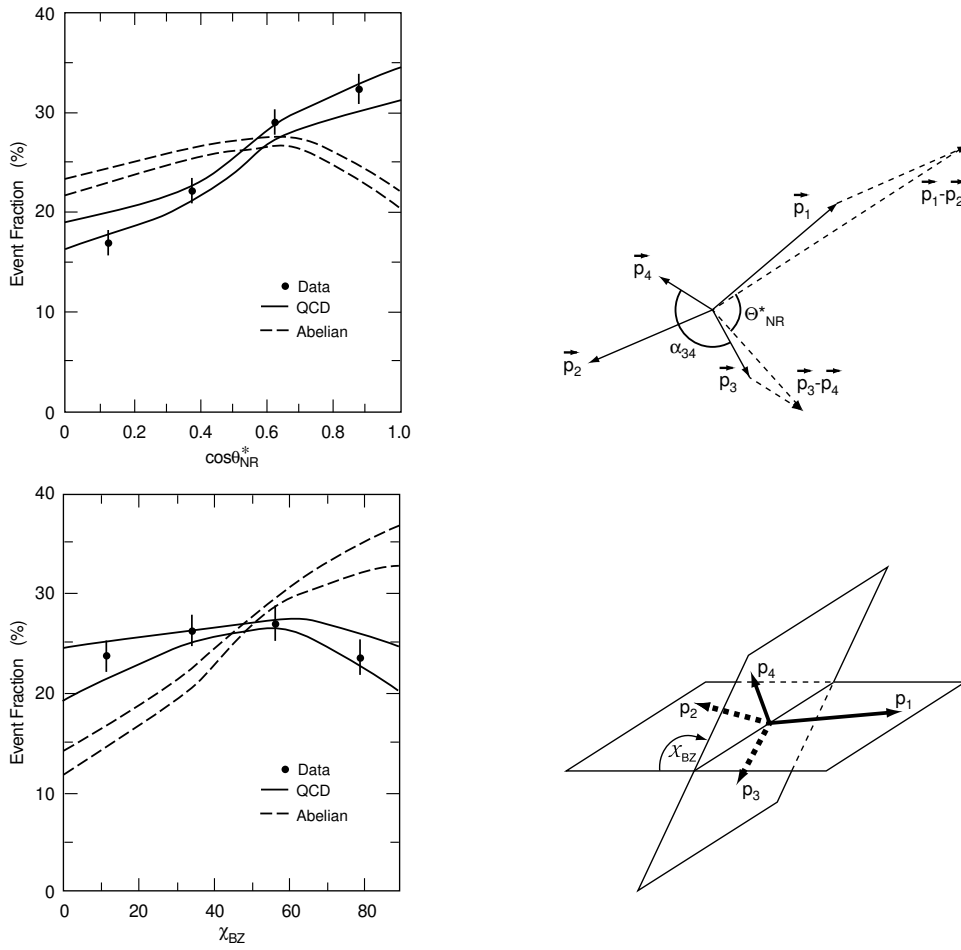 40
30
20
10
0
Event Fraction (%)
Data
QCD
Abelian
0 0.2 0.4 0.6 0.8 1.0
cosθ*NR
p1
p1-p2
p4
Θ*NR
α34
p2
p3
p3-p4
40
30
20
10
0
Event Fraction (%)
Data
QCD
Abelian
0 20 40 60 80
χBZ
p4
p2
p1
χBZ
p3